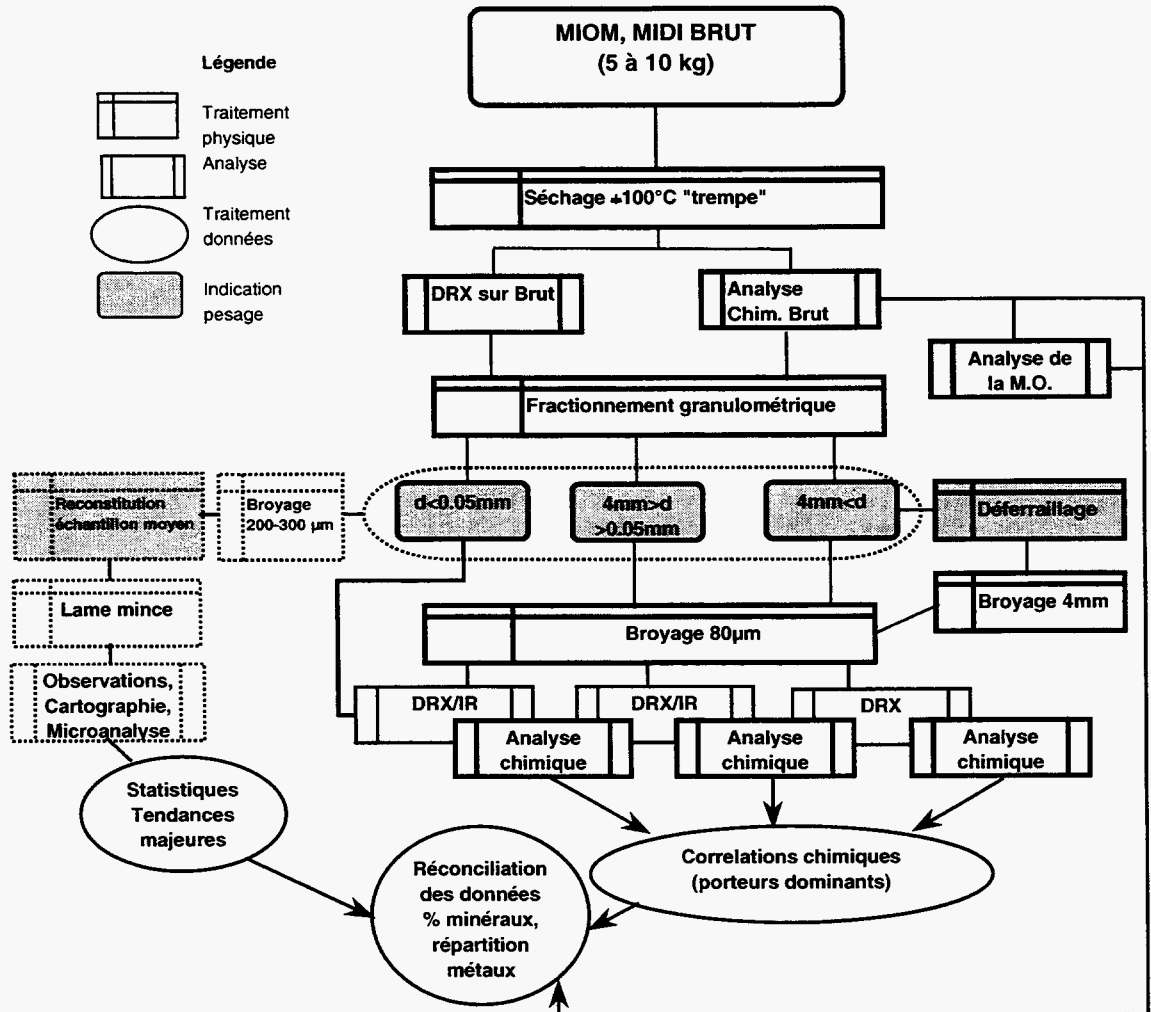 MIOM, MIDI BRUT
(5 à 10 kg)
Légende
Traitement
physique
Analyse
Traitement
données
Indication
pesage
Séchage +100°C "trempe"
DRX sur Brut
Analyse
Chim. Brut
Analyse de
la M.O.
Fractionnement granulométrique
Reconstitution
échantillon moyen
Broyage
200-300 µm
d<0.05mm
4mm>d
>0.05mm
4mm<d
Déferraillage
Lame mince
Broyage 80µm
Broyage 4mm
Observations,
Cartographie,
Microanalyse
DRX/IR
DRX/IR
DRX
Analyse
chimique
Analyse
chimique
Analyse
chimique
Statistiques
Tendances
majeures
Réconciliation
des données
% minéraux,
répartition
métaux
Correlations chimiques
(porteurs dominants)